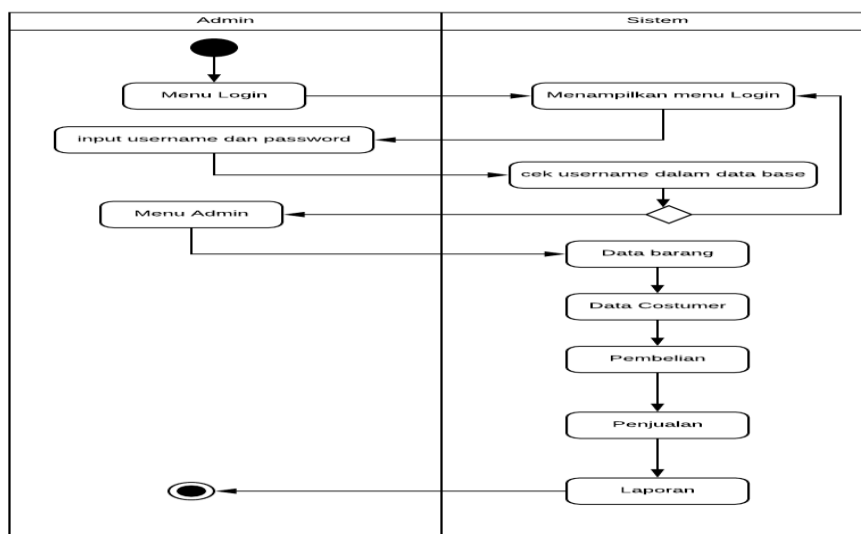 Admin
Sistem
Menu Login
Menampilkan menu Login
input username dan password
cek username dalam data base
Menu Admin
Data barang
Data Costumer
Pembelian
Penjualan
Laporan